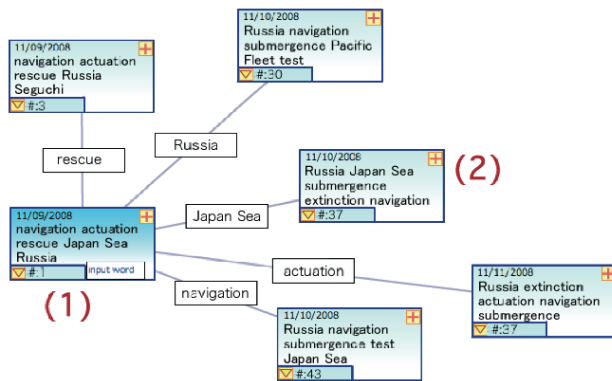 11/09/2008
navigation actuation
rescue Russia
Seguchi
#:3
11/10/2008
Russia navigation
submergence Pacific
Fleet test
#:30
rescue
Russia
11/10/2008
Russia Japan Sea
submergence
extinction navigation
#:37
(2)
Japan Sea
11/09/2008
navigation actuation
rescue Japan Sea
Russia
#:1
input word
(1)
actuation
navigation
11/11/2008
Russia extinction
actuation navigation
submergence
#:37
11/10/2008
Russia navigation
submergence test
Japan Sea
#:43